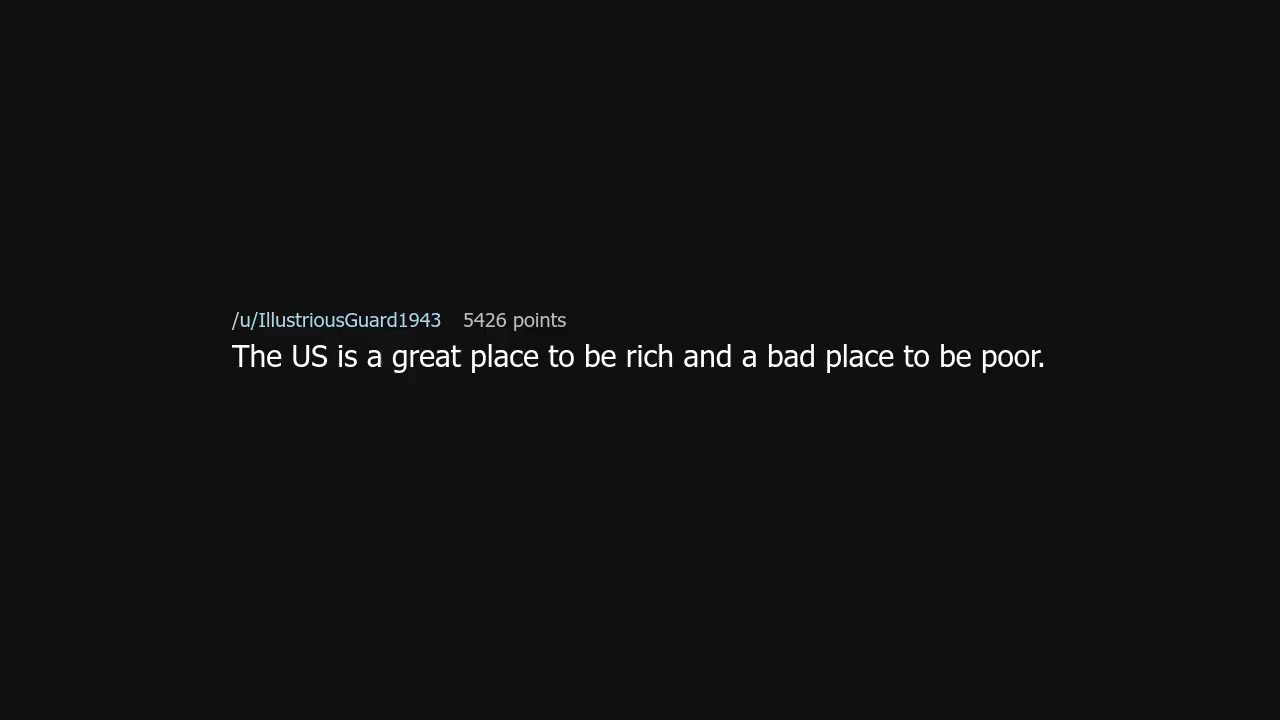 /u/IllustriousGuard1943 5426 points
The US is a great place to be rich and a bad place to be poor.